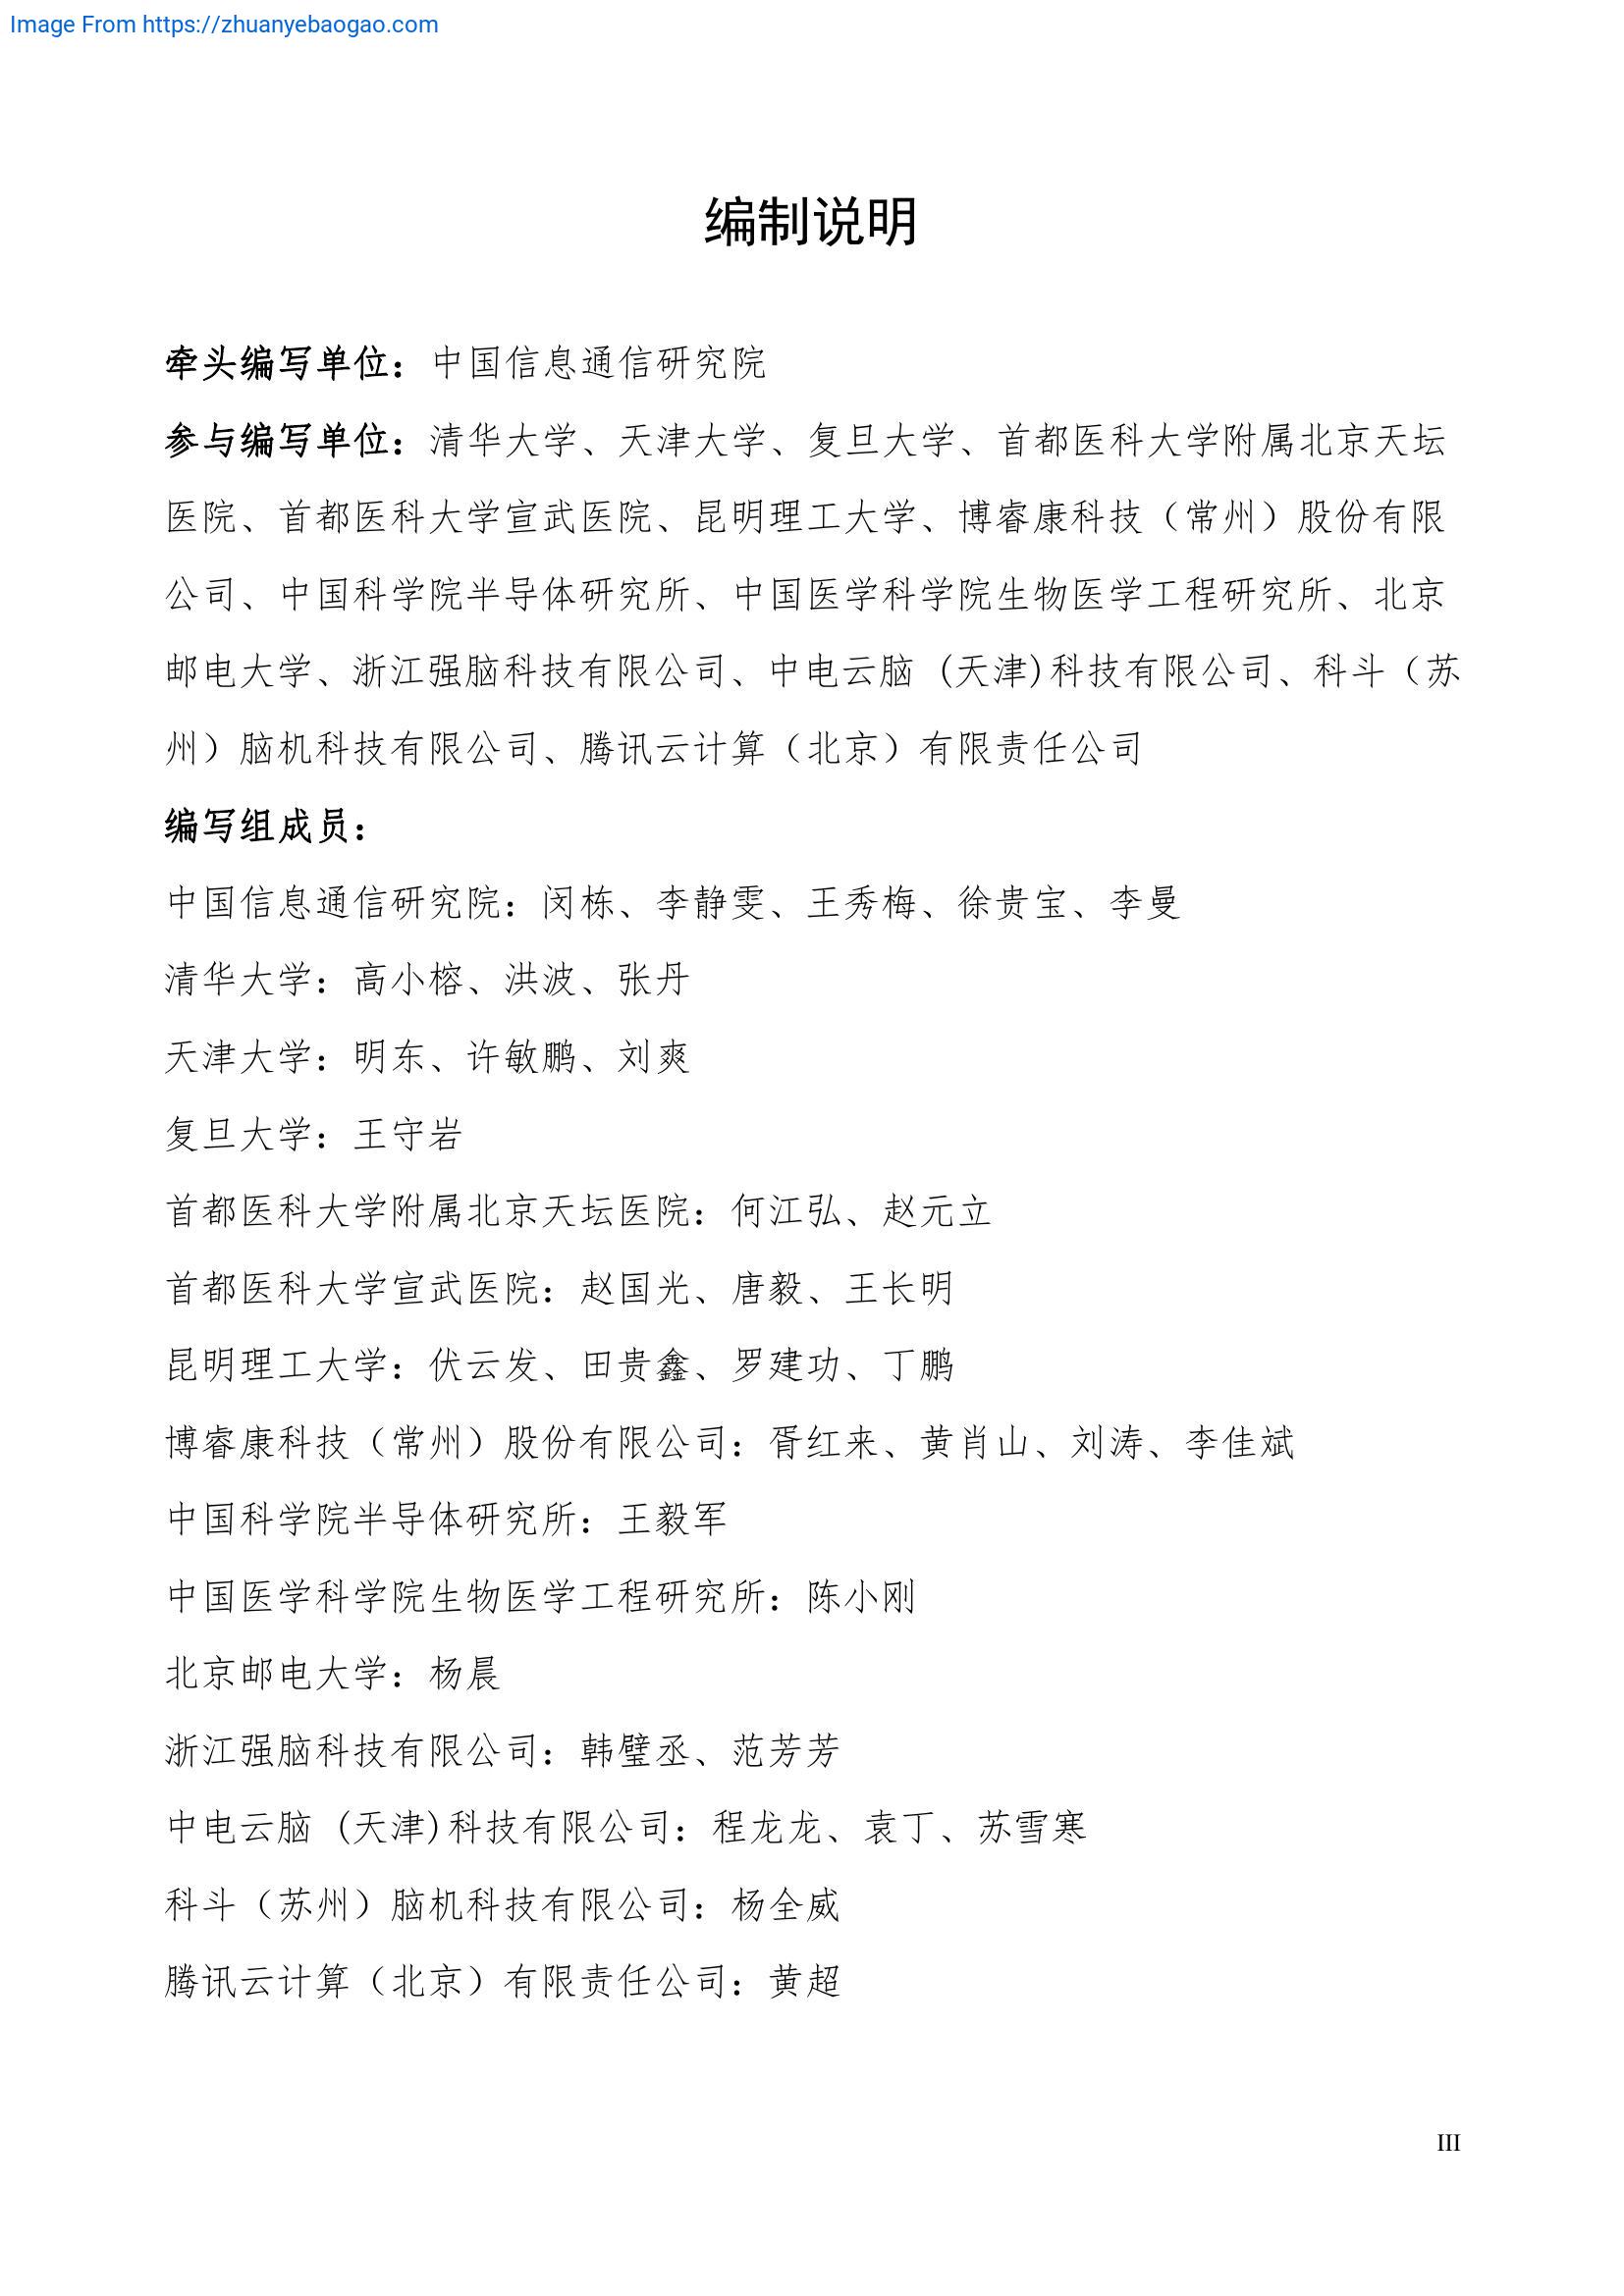 Image From https://zhuanyebaogao.com
编制说明
牵头编写单位：中国信息通信研究院
参与编写单位：清华大学、天津大学、复旦大学、首都医科大学附属北京天坛
医院、首都医科大学宣武医院、昆明理工大学、博睿康科技（常州）股份有限
公司、中国科学院半导体研究所、中国医学科学院生物医学工程研究所、北京
邮电大学、浙江强脑科技有限公司、中电云脑 (天津)科技有限公司、科斗（苏
州）脑机科技有限公司、腾讯云计算（北京）有限责任公司
编写组成员：
中国信息通信研究院：闵栋、李静雯、王秀梅、徐贵宝、李曼
清华大学：高小榕、洪波、张丹
天津大学：明东、许敏鹏、刘爽
复旦大学：王守岩
首都医科大学附属北京天坛医院：何江弘、赵元立
首都医科大学宣武医院：赵国光、唐毅、王长明
昆明理工大学：伏云发、田贵鑫、罗建功、丁鹏
博睿康科技（常州）股份有限公司：胥红来、黄肖山、刘涛、李佳斌
中国科学院半导体研究所：王毅军
中国医学科学院生物医学工程研究所：陈小刚
北京邮电大学：杨晨
浙江强脑科技有限公司：韩璧丞、范芳芳
中电云脑 (天津)科技有限公司：程龙龙、袁丁、苏雪寒
科斗（苏州）脑机科技有限公司：杨全威
腾讯云计算（北京）有限责任公司：黄超
III